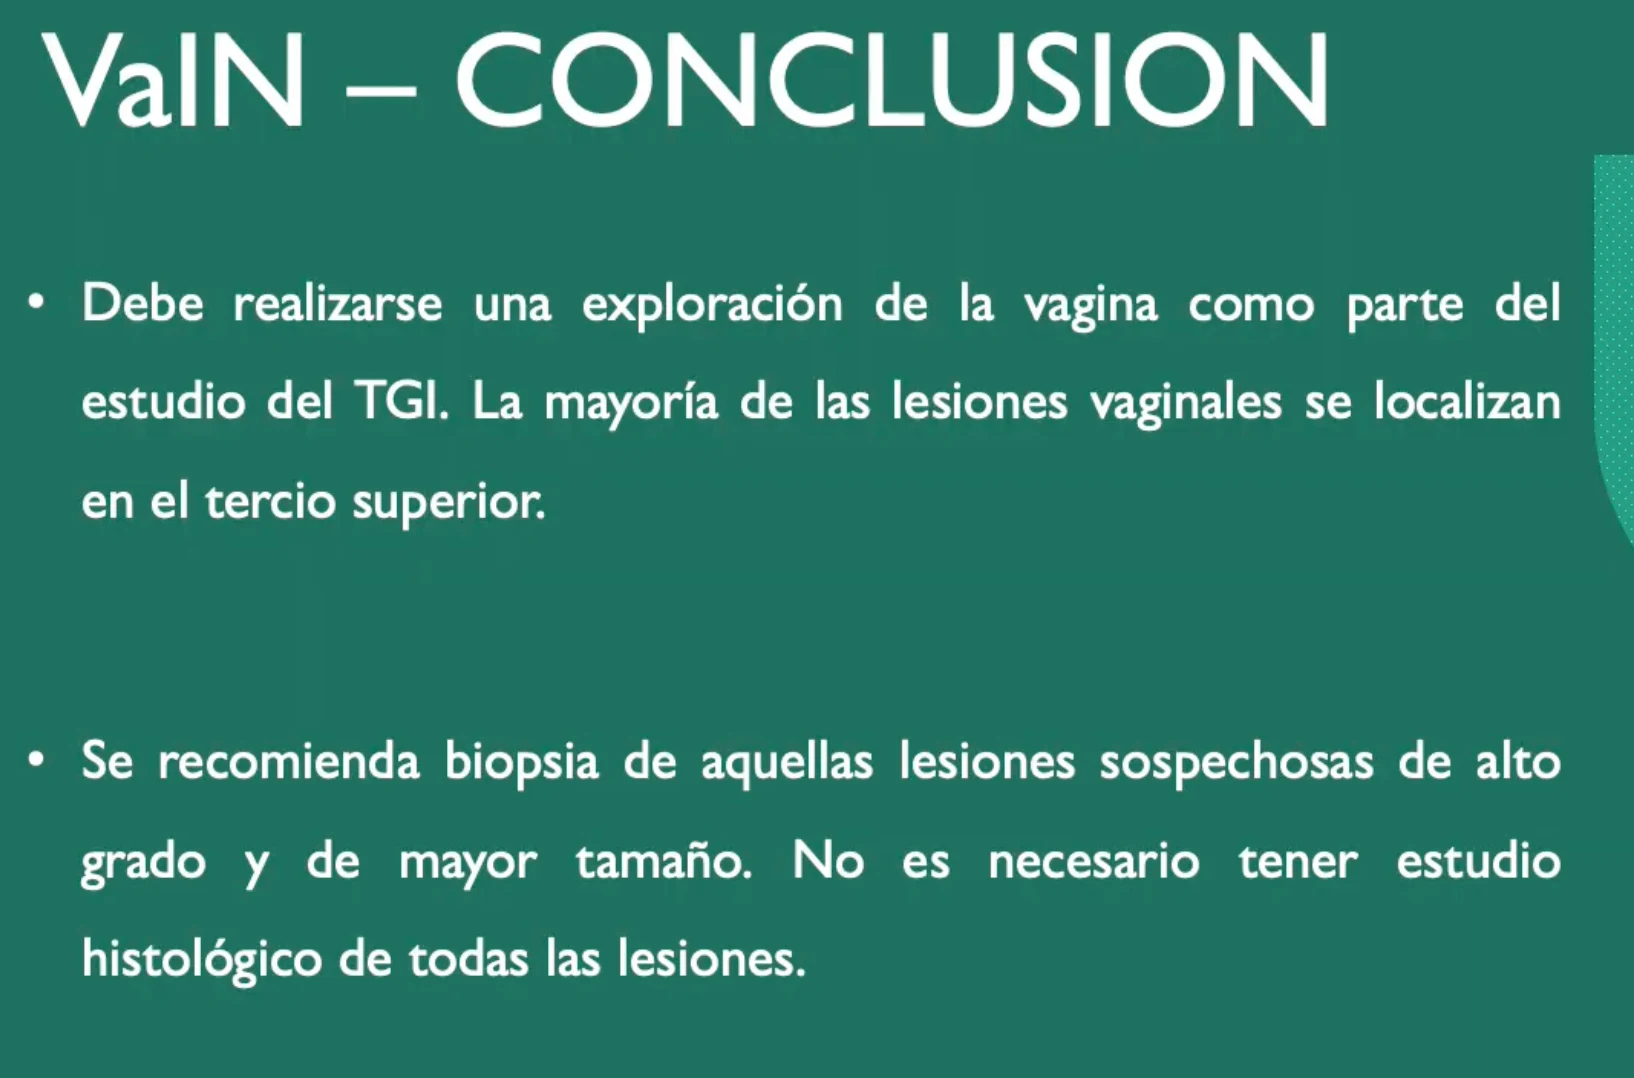 VaIN – CONCLUSION
• Debe realizarse una exploración de la vagina como parte del
estudio del TGI. La mayoría de las lesiones vaginales se localizan
en el tercio superior.
• Se recomienda biopsia de aquellas lesiones sospechosas de alto
grado y de mayor tamaño. No es necesario tener estudio
histológico de todas las lesiones.